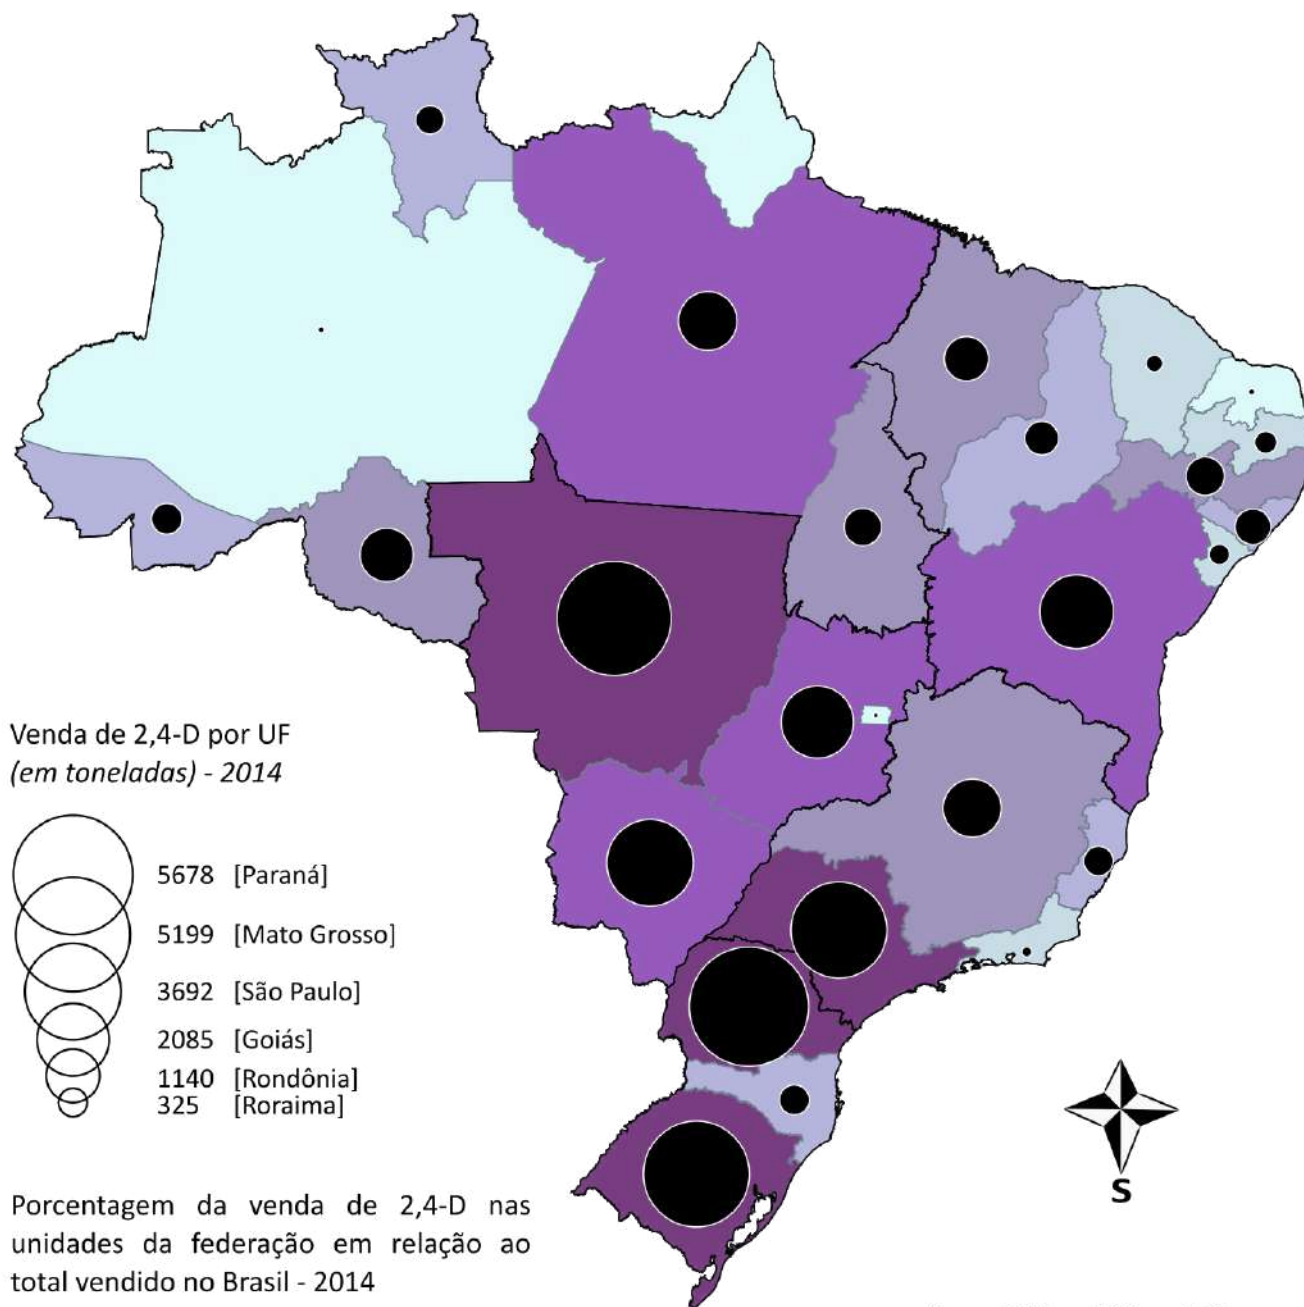 Venda de 2,4-D por UF
(em toneladas) - 2014
5678 [Paraná]
5199 [Mato Grosso]
3692 [São Paulo]
2085 [Goiás]
1140 [Rondônia]
325 [Roraima]
S
Porcentagem da venda de 2,4-D nas
unidades da federação em relação ao
total vendido no Brasil - 2014